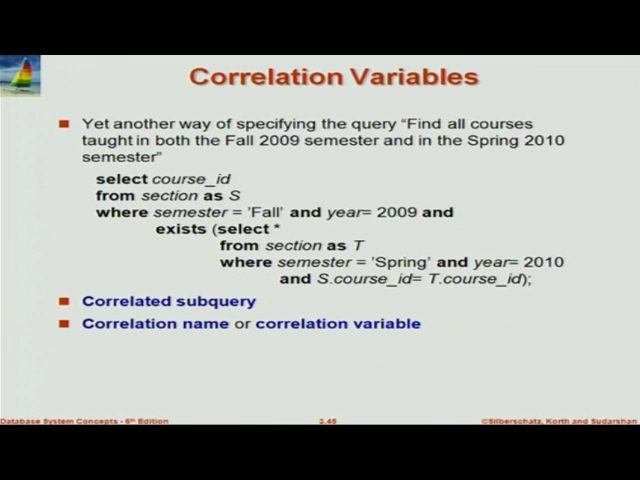 Correlation Variables
Yet another way of specifying the query “Find all courses
taught in both the Fall 2009 semester and in the Spring 2010
semester”
select course_id
from section as S
where semester = ’Fall’ and year= 2009 and
exists (select *
from section as T
where semester = ’Spring’ and year= 2010
and S.course_id= T.course_id);
Correlated subquery
Correlation name or correlation variable
Database System Concepts - 6th Edition
3.45
©Silberschatz, Korth and Sudarshan